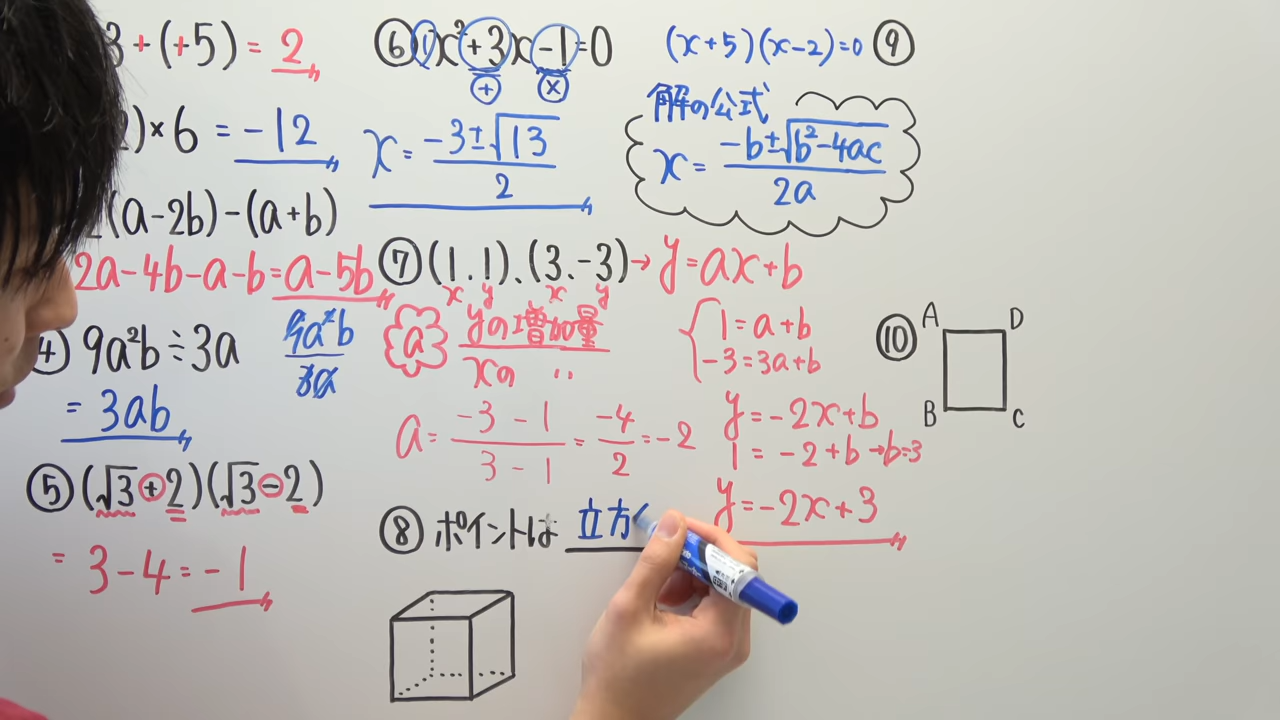 3+(+5)=2
)×6=-12
(a-2b)-(a+b)
2a-4b-a-b=a-5b
④ 9a²b÷3a
9a²b
3a
=3ab
⑤(√3+2)(√3-2)
=3-4=-1
⑥ ①x²+3x-1=0
+ ×
x=(-3±√13)/2
(x+5)(x-2)=0 ⑨
解の公式
x=(-b±√(b²-4ac))/2a
⑦(1.1).(3.-3)→y=ax+b
x y x y
a yの増加量
xの 〃
1=a+b
-3=3a+b
a=(-3-1)/(3-1)=-4/2=-2
y=-2x+b
1=-2+b→b=3
y=-2x+3
⑧ ポイントは 立方
⑩ A D
B C